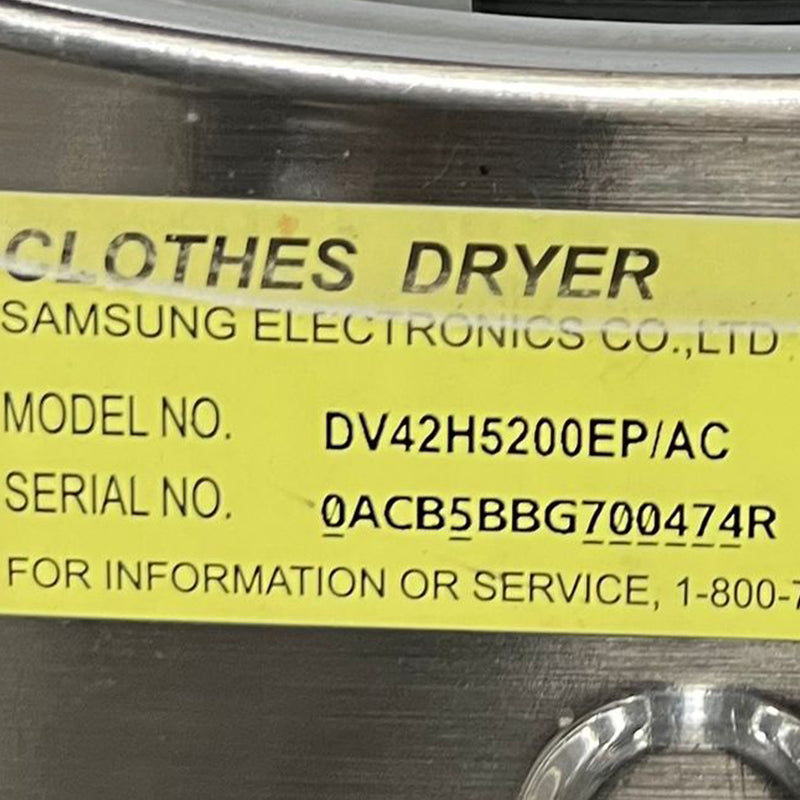 CLOTHES DRYER
SAMSUNG ELECTRONICS CO.,LTD
MODEL NO. DV42H5200EP/AC
SERIAL NO. 0ACB5BBG700474R
FOR INFORMATION OR SERVICE, 1-800-7